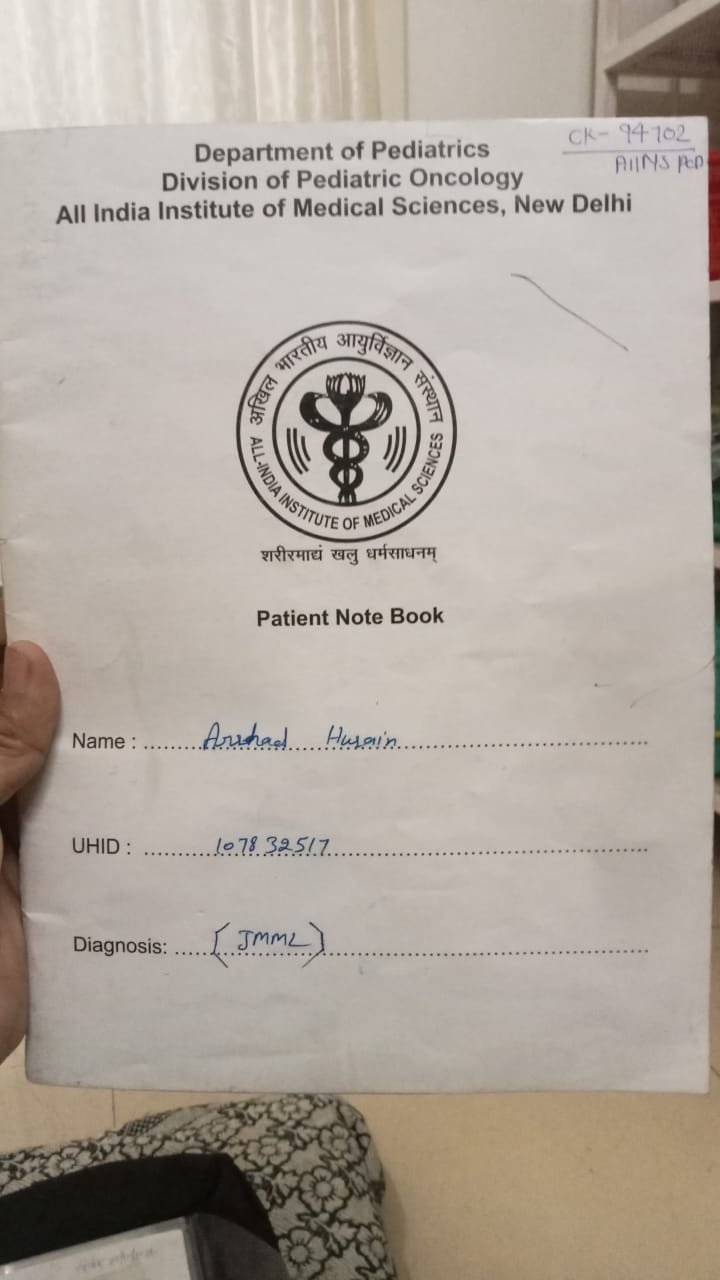 CK- 94702
AIIMS POD
Department of Pediatrics
Division of Pediatric Oncology
All India Institute of Medical Sciences, New Delhi
अखिल भारतीय आयुर्विज्ञान संस्थान
ALL-INDIA INSTITUTE OF MEDICAL SCIENCES
शरीरमाद्यं खलु धर्मसाधनम्
Patient Note Book
Name : Arshad Husain
UHID : 107832517
Diagnosis: [JMML]